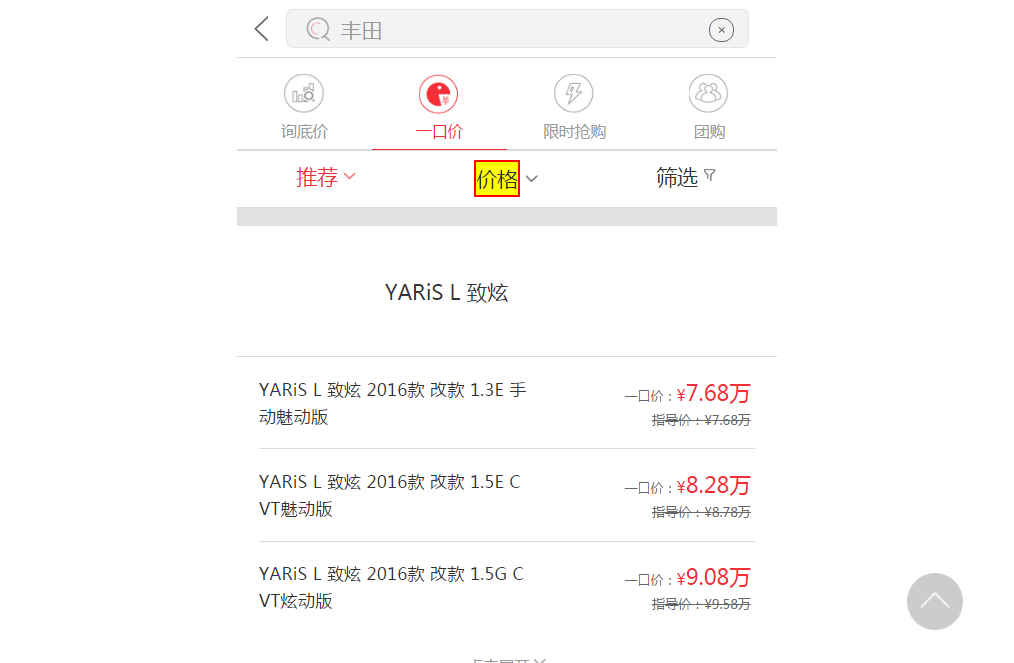 丰田
询底价 一口价 限时抢购 团购
推荐 价格 筛选
YARiS L 致炫
YARiS L 致炫 2016款 改款 1.3E 手
动魅动版
一口价：¥7.68万
指导价：¥7.68万
YARiS L 致炫 2016款 改款 1.5E C
VT魅动版
一口价：¥8.28万
指导价：¥8.78万
YARiS L 致炫 2016款 改款 1.5G C
VT炫动版
一口价：¥9.08万
指导价：¥9.58万